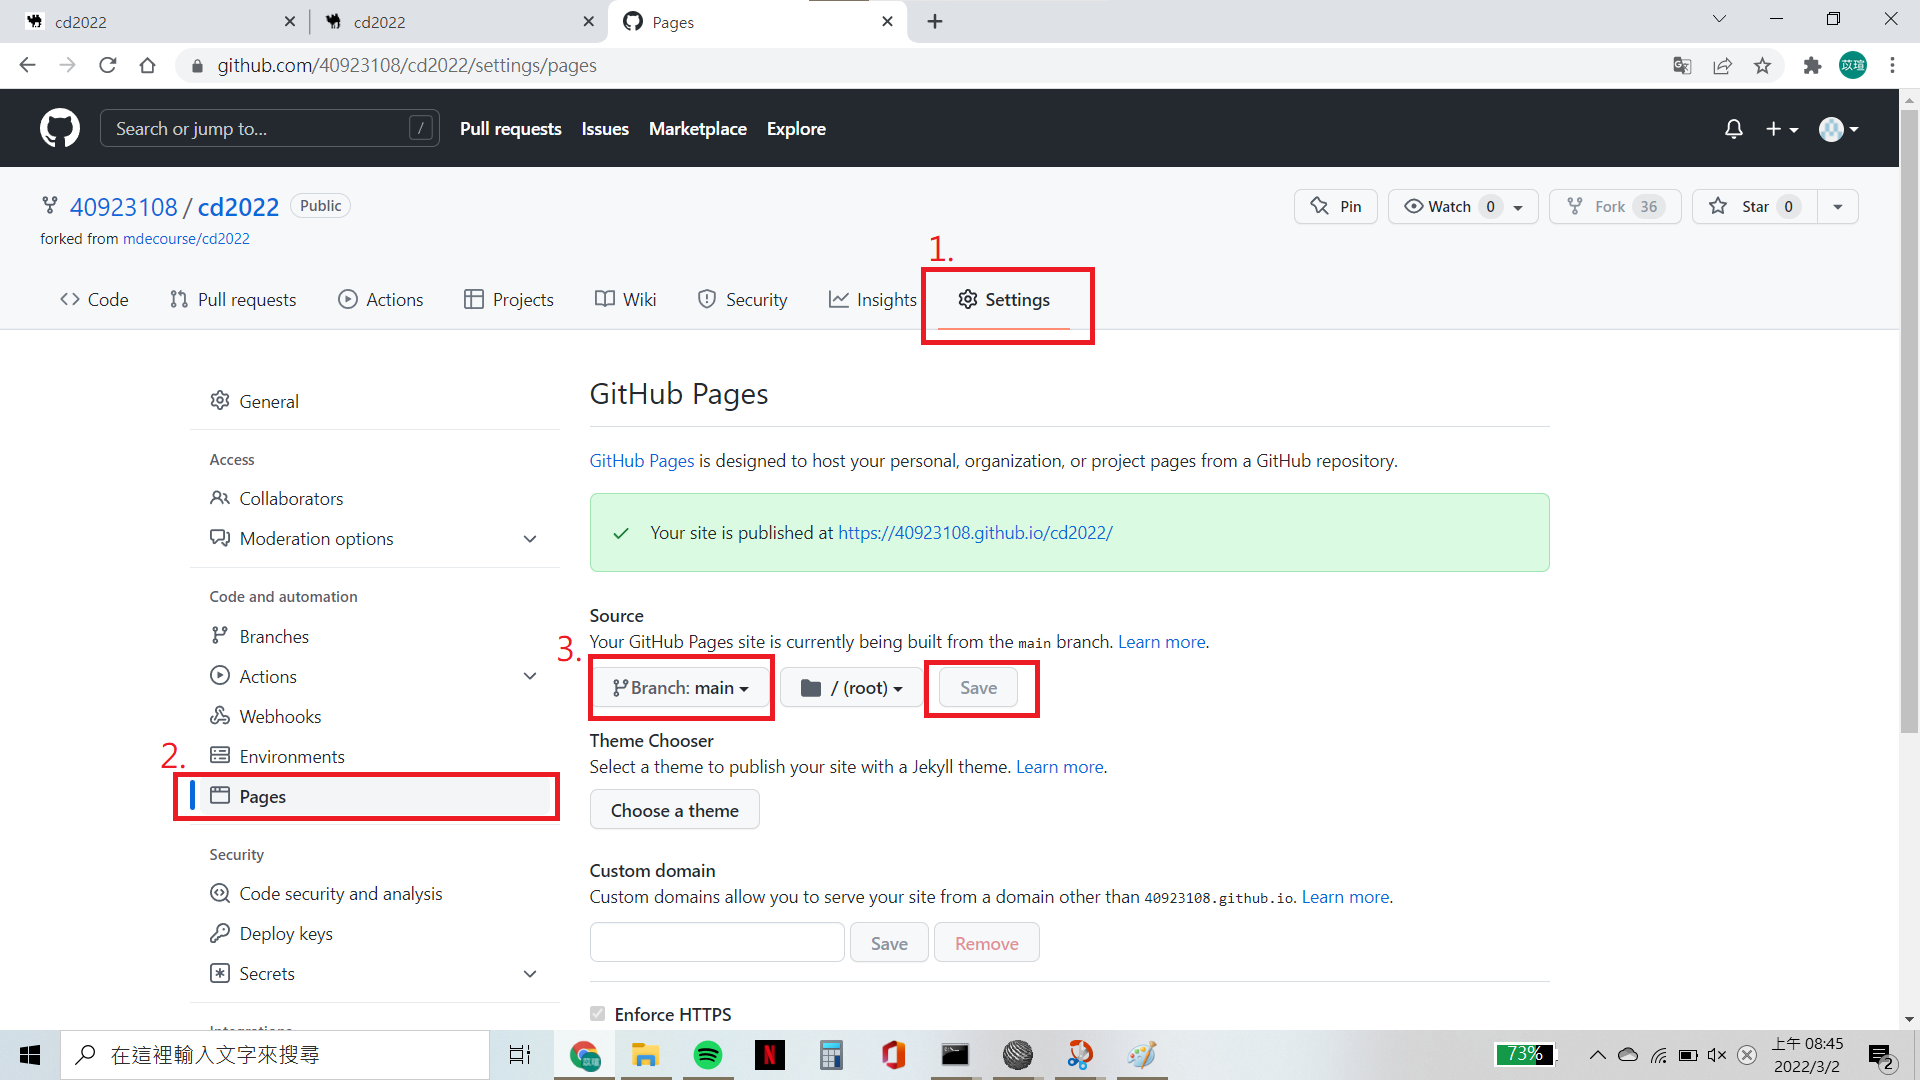 cd2022
cd2022
Pages
github.com/40923108/cd2022/settings/pages
苡瑄
Search or jump to...
/
Pull requests
Issues
Marketplace
Explore
40923108 / cd2022
Public
Pin
Watch 0
Fork 36
Star 0
forked from mdecourse/cd2022
1.
Code
Pull requests
Actions
Projects
Wiki
Security
Insights
Settings
General
Access
Collaborators
Moderation options
Code and automation
Branches
Actions
Webhooks
Environments
2.
Pages
Security
Code security and analysis
Deploy keys
Secrets
Integrations
GitHub Pages
GitHub Pages is designed to host your personal, organization, or project pages from a GitHub repository.
Your site is published at https://40923108.github.io/cd2022/
Source
Your GitHub Pages site is currently being built from the main branch. Learn more.
3.
Branch: main
/ (root)
Save
Theme Chooser
Select a theme to publish your site with a Jekyll theme. Learn more.
Choose a theme
Custom domain
Custom domains allow you to serve your site from a domain other than 40923108.github.io. Learn more.
Save
Remove
Enforce HTTPS
在這裡輸入文字來搜尋
73%
上午 08:45
2022/3/2
2